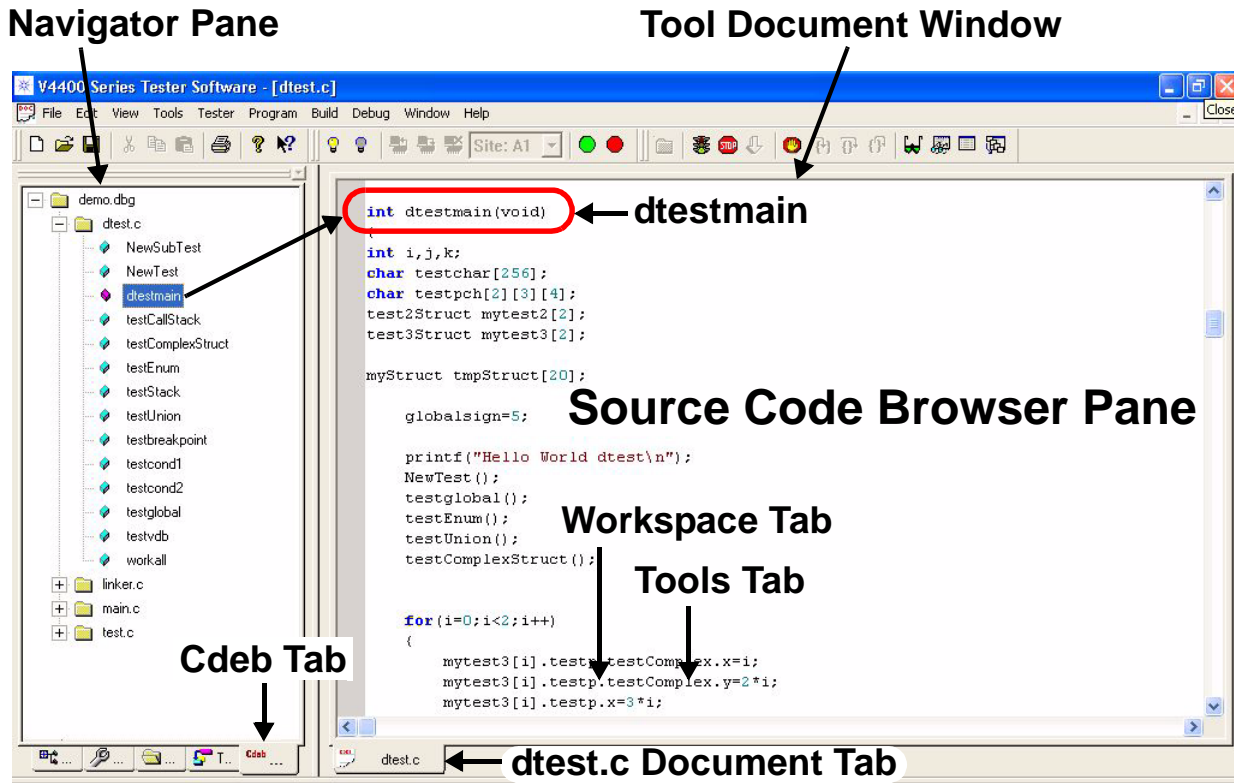 Navigator Pane
Tool Document Window
V4400 Series Tester Software - [dtest.c]
File Edit View Tools Tester Program Build Debug Window Help
Close
Site: A1
STOP
demo.dbg
dtest.c
NewSubTest
NewTest
dtestmain
testCallStack
testComplexStruct
testEnum
testStack
testUnion
testbreakpoint
testcond1
testcond2
testglobal
testvdb
workall
linker.c
main.c
test.c
Cdeb Tab
int dtestmain(void)
dtestmain
{
int i,j,k;
char testchar[256];
char testpch[2][3][4];
test2Struct mytest2[2];
test3Struct mytest3[2];
myStruct tmpStruct[20];
Source Code Browser Pane
globalsign=5;
printf("Hello World dtest\n");
NewTest();
testglobal();
testEnum();
testUnion();
testComplexStruct();
Workspace Tab
Tools Tab
for(i=0;i<2;i++)
{
mytest3[i].testp.testComplex.x=i;
mytest3[i].testp.testComplex.y=2*i;
mytest3[i].testp.x=3*i;
... ... ... T... Cdeb ...
dtest.c
dtest.c Document Tab